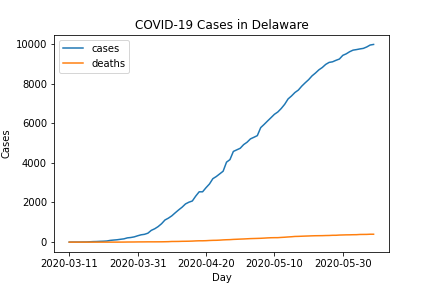 COVID-19 Cases in Delaware
cases
deaths
10000
8000
6000
4000
2000
0
Cases
2020-03-11 2020-03-31 2020-04-20 2020-05-10 2020-05-30
Day